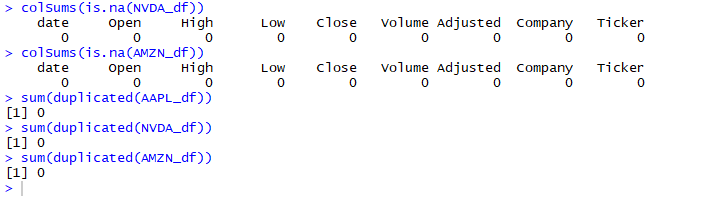 > colSums(is.na(NVDA_df))
    date     Open     High      Low    Close   Volume Adjusted  Company   Ticker
       0        0        0        0        0        0        0        0        0
> colSums(is.na(AMZN_df))
    date     Open     High      Low    Close   Volume Adjusted  Company   Ticker
       0        0        0        0        0        0        0        0        0
> sum(duplicated(AAPL_df))
[1] 0
> sum(duplicated(NVDA_df))
[1] 0
> sum(duplicated(AMZN_df))
[1] 0
>